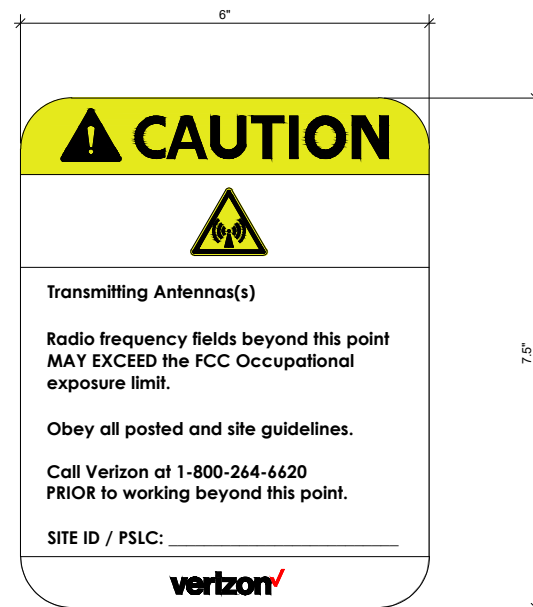 6"
CAUTION
Transmitting Antennas(s)
Radio frequency fields beyond this point
MAY EXCEED the FCC Occupational
exposure limit.
Obey all posted and site guidelines.
Call Verizon at 1-800-264-6620
PRIOR to working beyond this point.
SITE ID / PSLC: ___________________________
verizon
7.5"